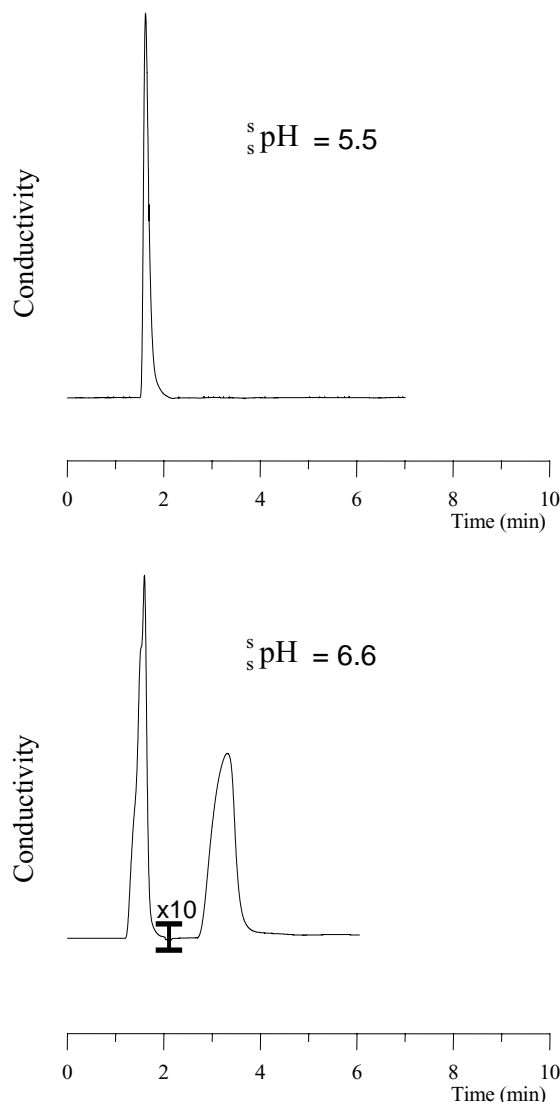 s
s pH = 5.5
Conductivity
0 2 4 6 8 10
Time (min)
s
s pH = 6.6
Conductivity
x10
0 2 4 6 8 10
Time (min)